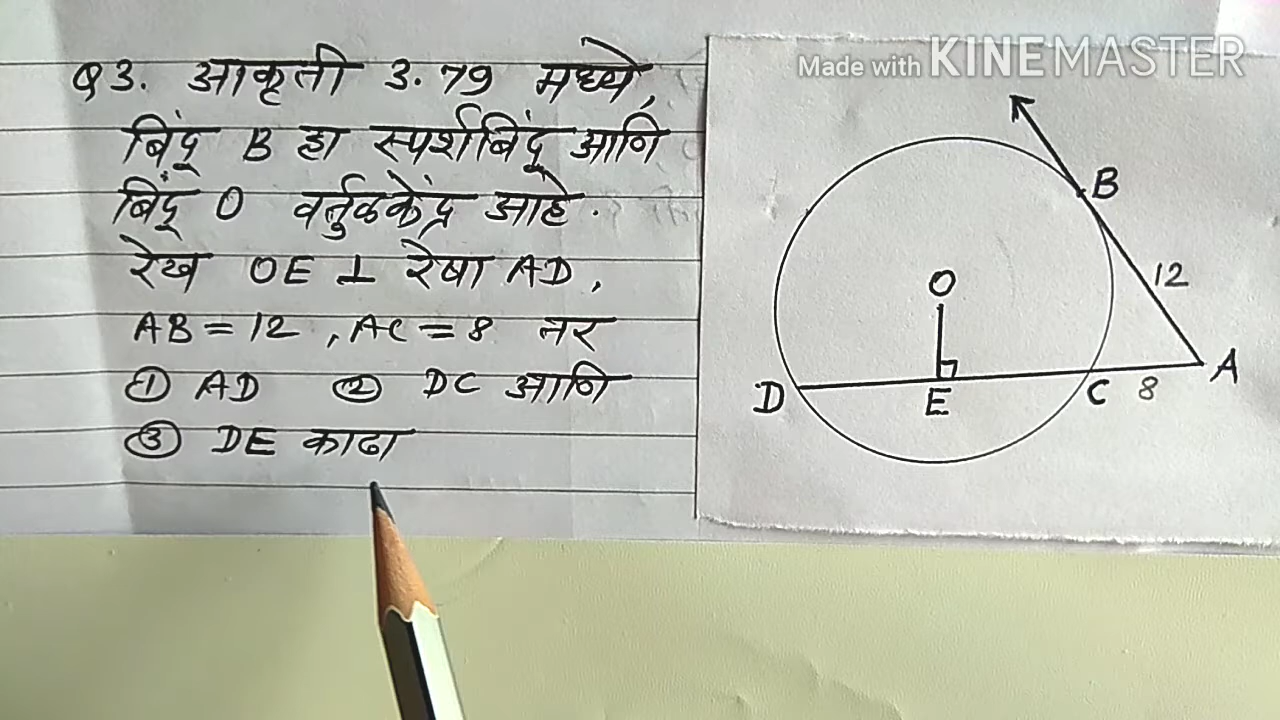 Made with KINEMASTER
Q3. आकृती 3.79 मध्ये,
बिंदू B हा स्पर्शबिंदू आणि
बिंदू O वर्तुळकेंद्र आहे.
रेख OE ⊥ रेषा AD,
AB = 12, AC = 8 तर
① AD ② DC आणि
③ DE काढा
B
12
O
A
D
E
C
8